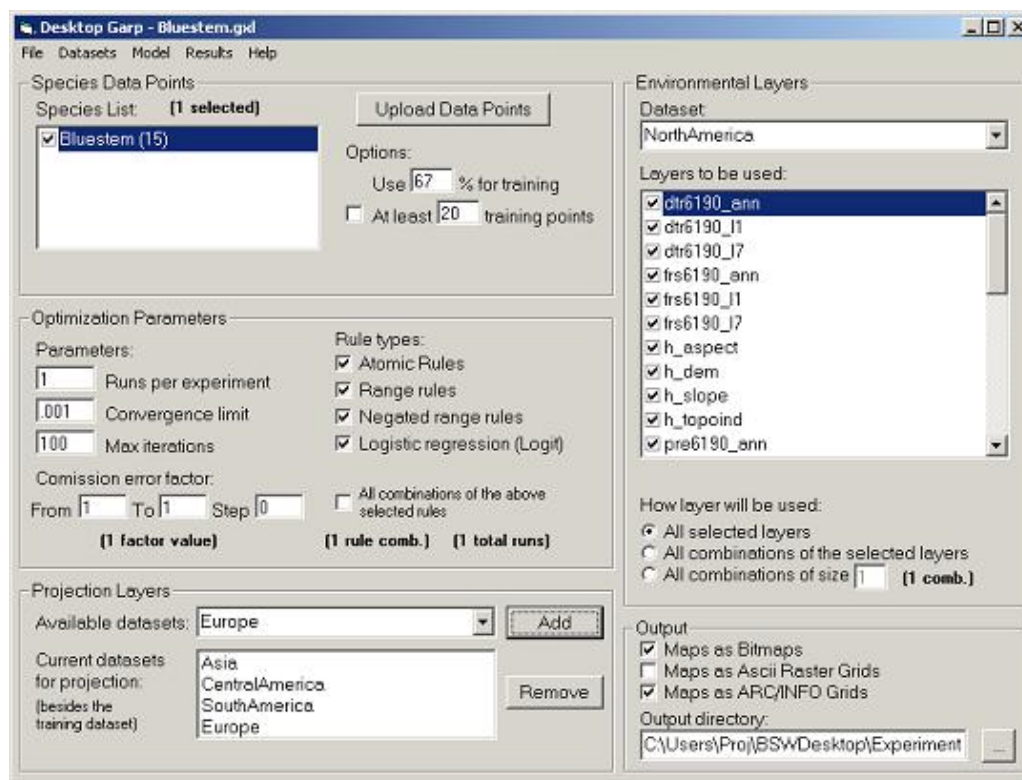 Desktop Garp - Bluestem.gxl
File Datasets Model Results Help
Species Data Points
Species List: (1 selected)
Upload Data Points
Bluestem (15)
Options:
Use 67 % for training
At least 20 training points
Optimization Parameters
Parameters:
1 Runs per experiment
.001 Convergence limit
100 Max iterations
Rule types:
Atomic Rules
Range rules
Negated range rules
Logistic regression (Logit)
Comission error factor:
From 1 To 1 Step 0
All combinations of the above
selected rules
(1 factor value) (1 rule comb.) (1 total runs)
Projection Layers
Available datasets: Europe
Add
Current datasets
for projection:
(besides the
training dataset)
Asia
CentralAmerica
SouthAmerica
Europe
Remove
Environmental Layers
Dataset:
NorthAmerica
Layers to be used:
dtr6190_ann
dtr6190_l1
dtr6190_l7
frs6190_ann
frs6190_l1
frs6190_l7
h_aspect
h_dem
h_slope
h_topoind
pre6190_ann
How layer will be used:
All selected layers
All combinations of the selected layers
All combinations of size 1 (1 comb.)
Output
Maps as Bitmaps
Maps as Ascii Raster Grids
Maps as ARC/INFO Grids
Output directory:
C:\Users\Proj\BSWDesktop\Experiment
...